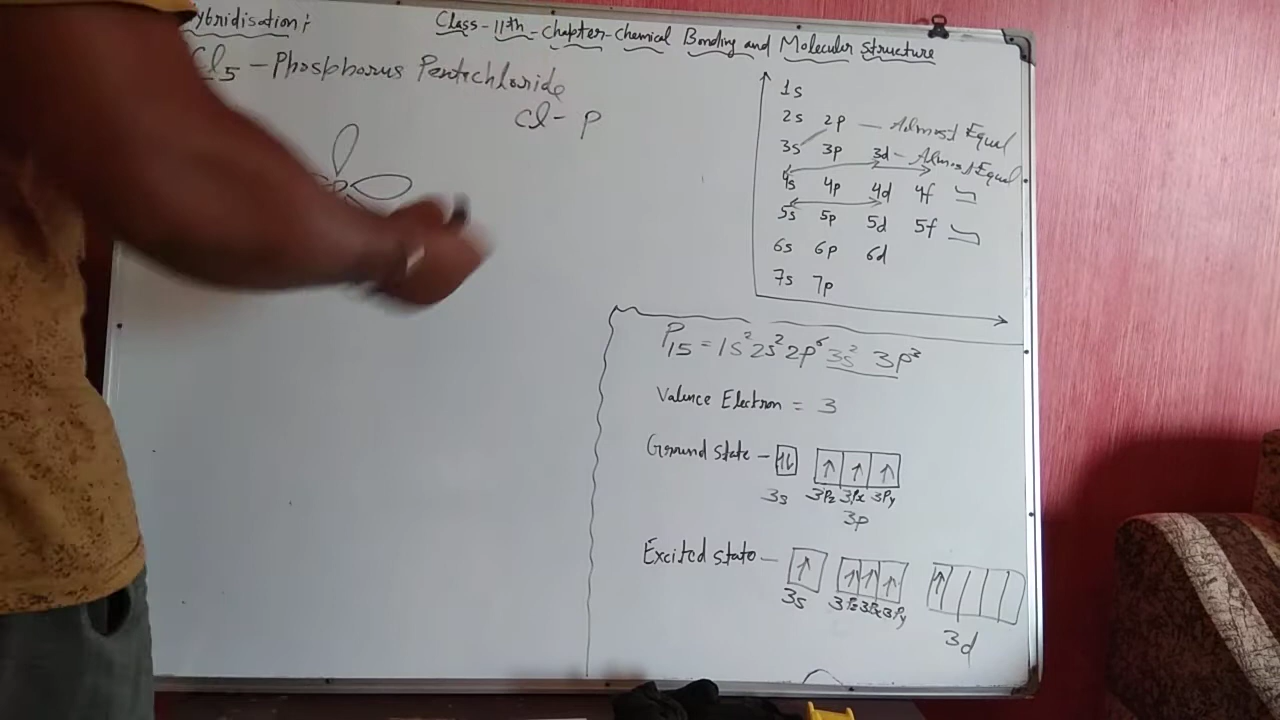 ybridisation;
Class-11th-Chapter-Chemical Bonding and Molecular Structure
Cl5 - Phosphorus Pentachloride
Cl - P
P
1s
2s 2p — Almost Equal
3s 3p 3d - Almost Equal
4s 4p 4d 4f
5s 5p 5d 5f
6s 6p 6d
7s 7p
P15 = 1s² 2s² 2p⁶ 3s² 3p³
Valence Electron = 3
Ground state - ↑↓ ↑ ↑ ↑
3s 3Pz 3Px 3Py
3p
Excited state - ↑ ↑ ↑ ↑ ↑
3s 3Pz 3Px 3Py
3d